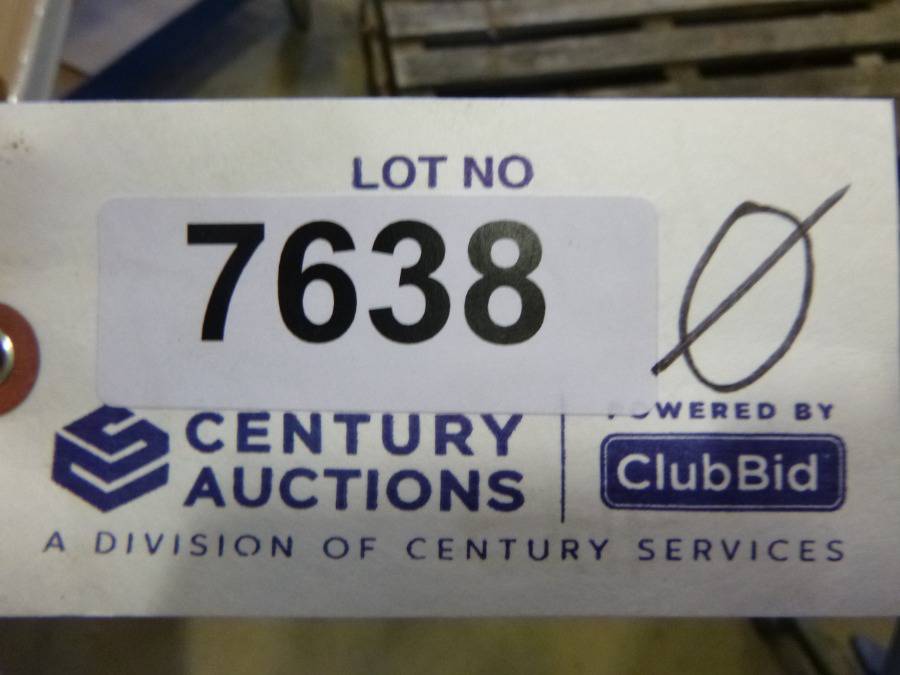 LOT NO
7638 Ø
CENTURY
AUCTIONS
POWERED BY
ClubBid
A DIVISION OF CENTURY SERVICES